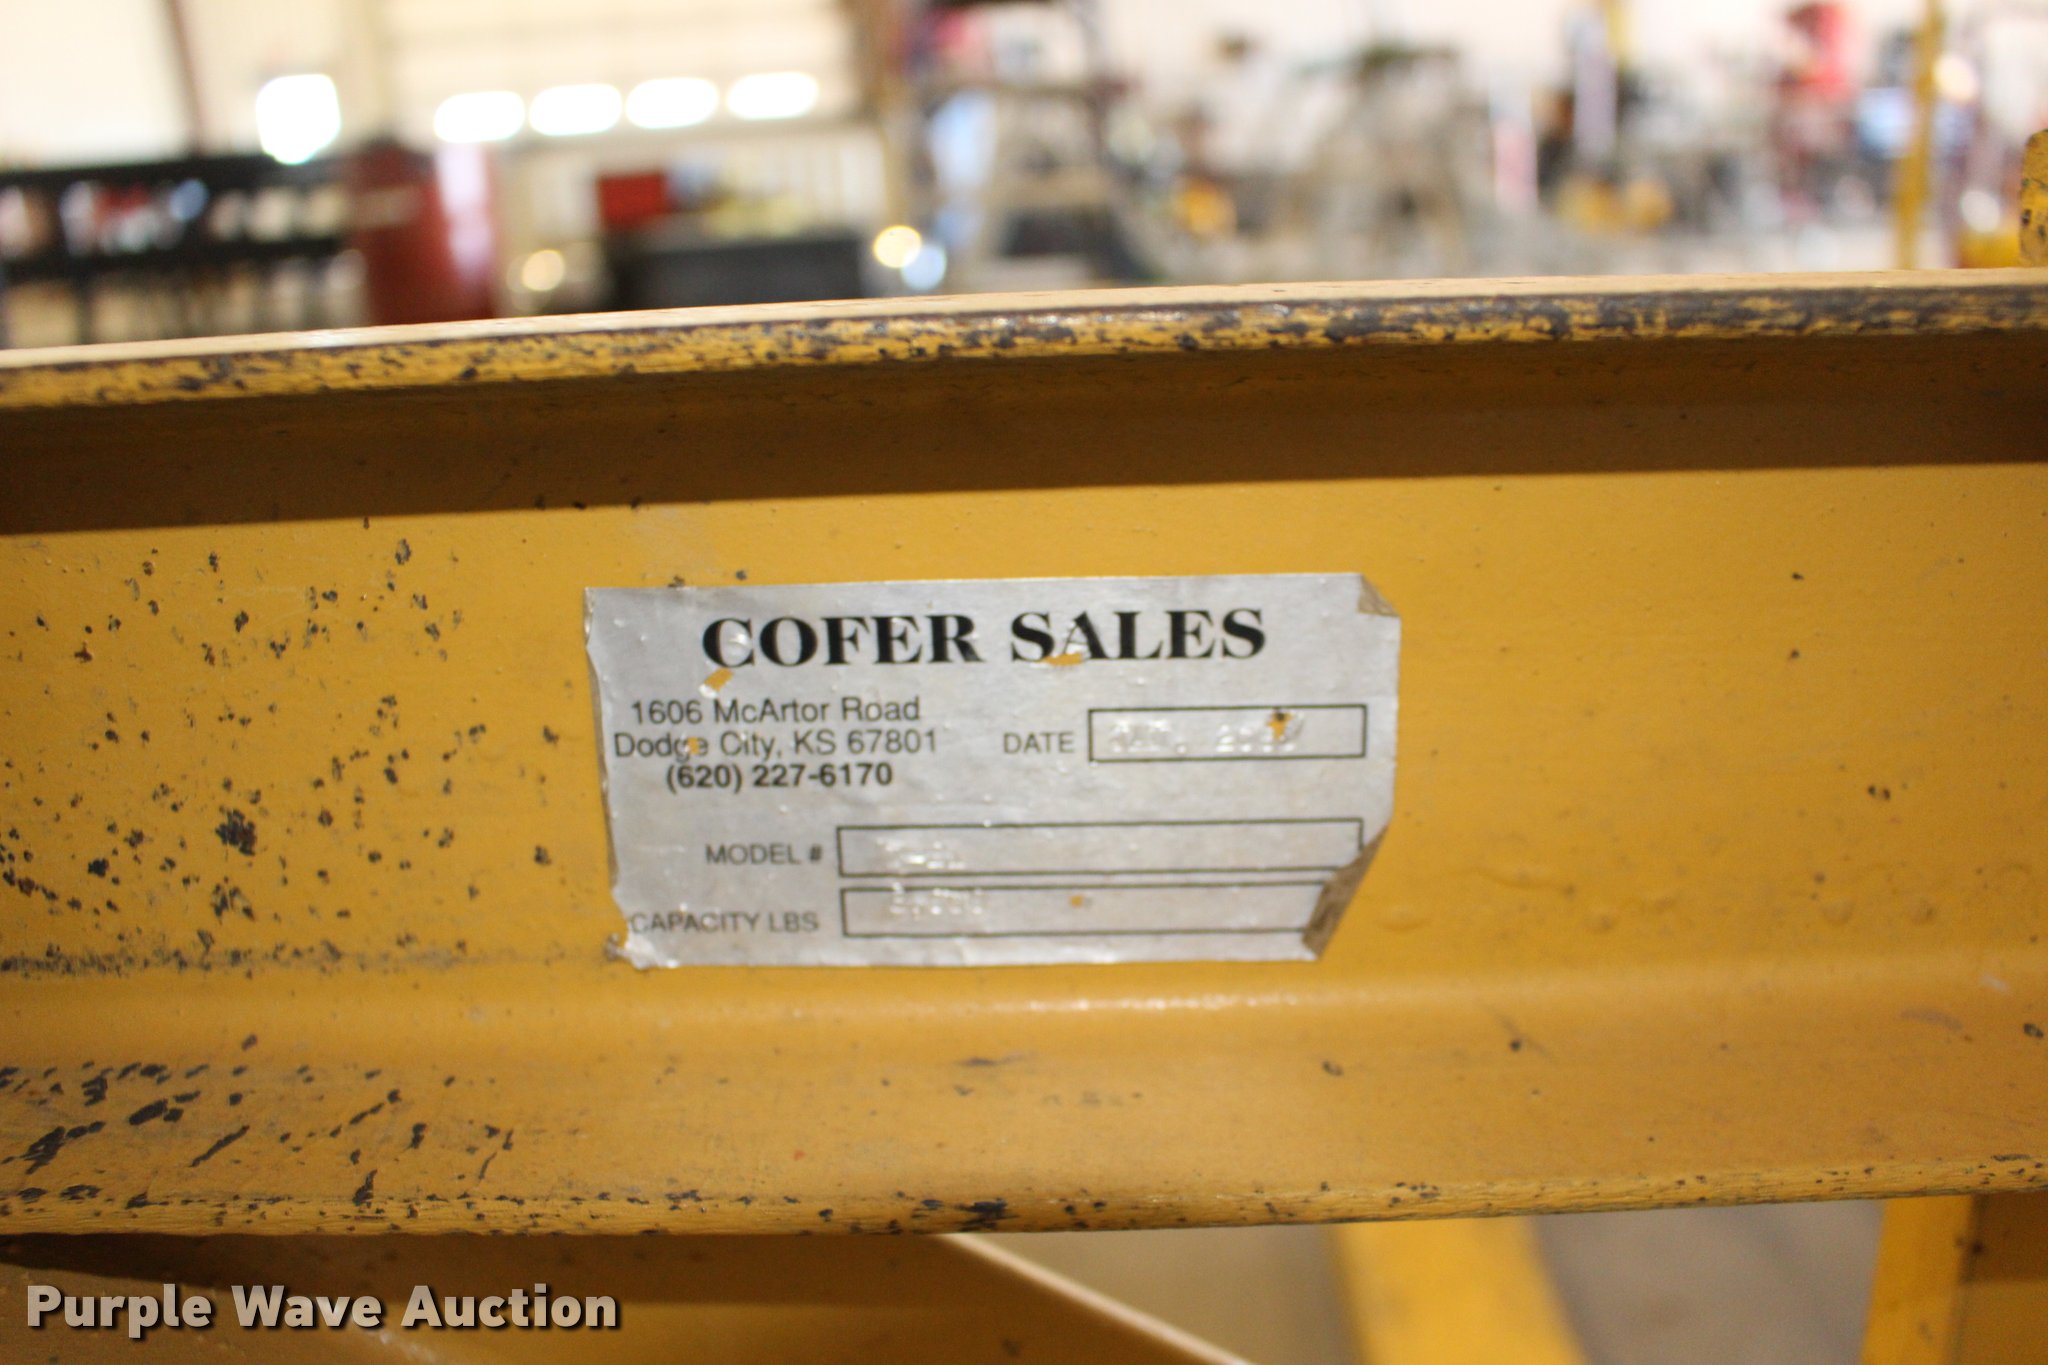 COFER SALES
1606 McArtor Road
Dodge City, KS 67801
(620) 227-6170
DATE
MODEL #
CAPACITY LBS
Purple Wave Auction